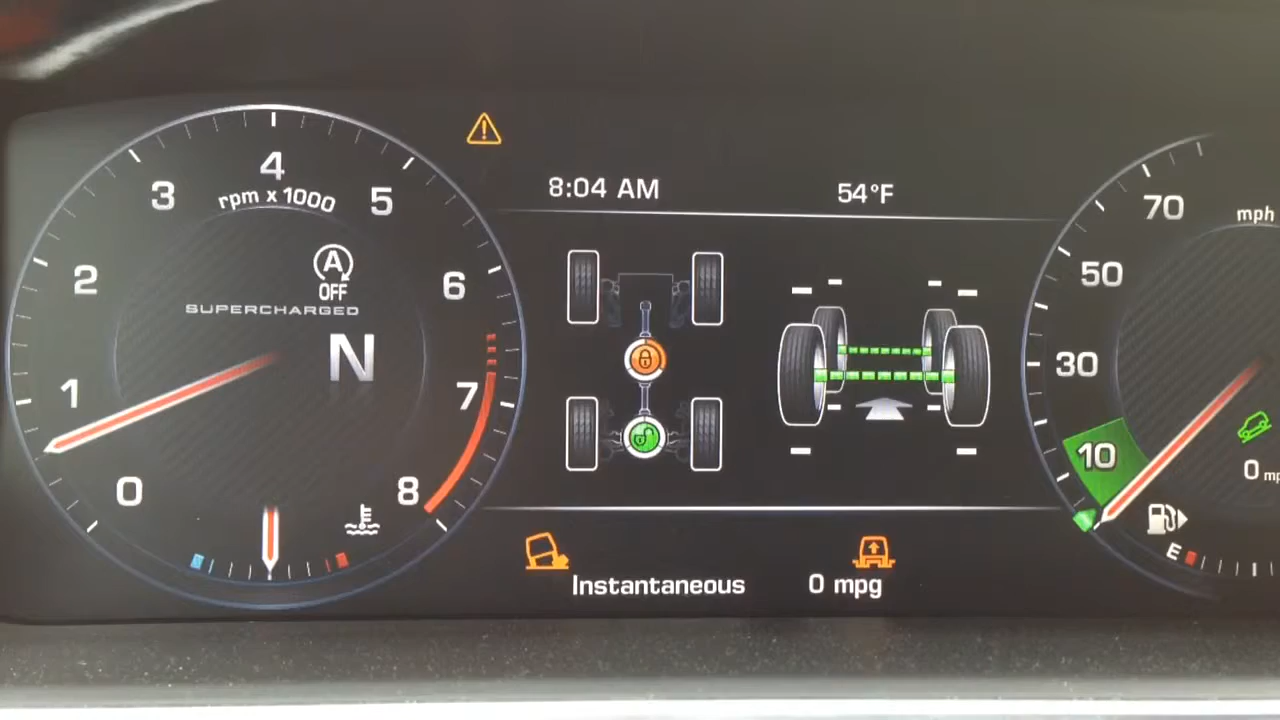 4
3
5
rpm x 1000
2
6
A
OFF
SUPERCHARGED
N
1
7
0
8
8:04 AM
54°F
Instantaneous
0 mpg
70
mph
50
30
10
0 mp
E